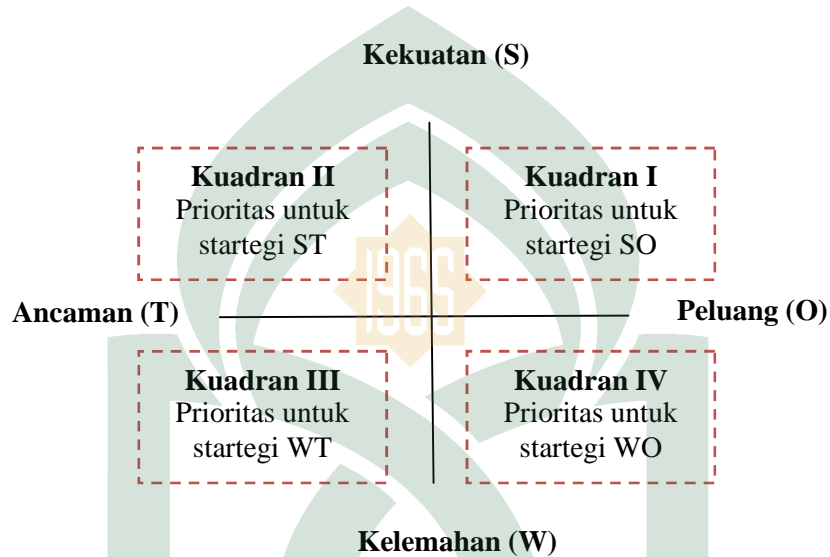 Kekuatan (S)
Kuadran II
Prioritas untuk
startegi ST
Kuadran I
Prioritas untuk
startegi SO
1965
Ancaman (T)
Peluang (O)
Kuadran III
Prioritas untuk
startegi WT
Kuadran IV
Prioritas untuk
startegi WO
Kelemahan (W)